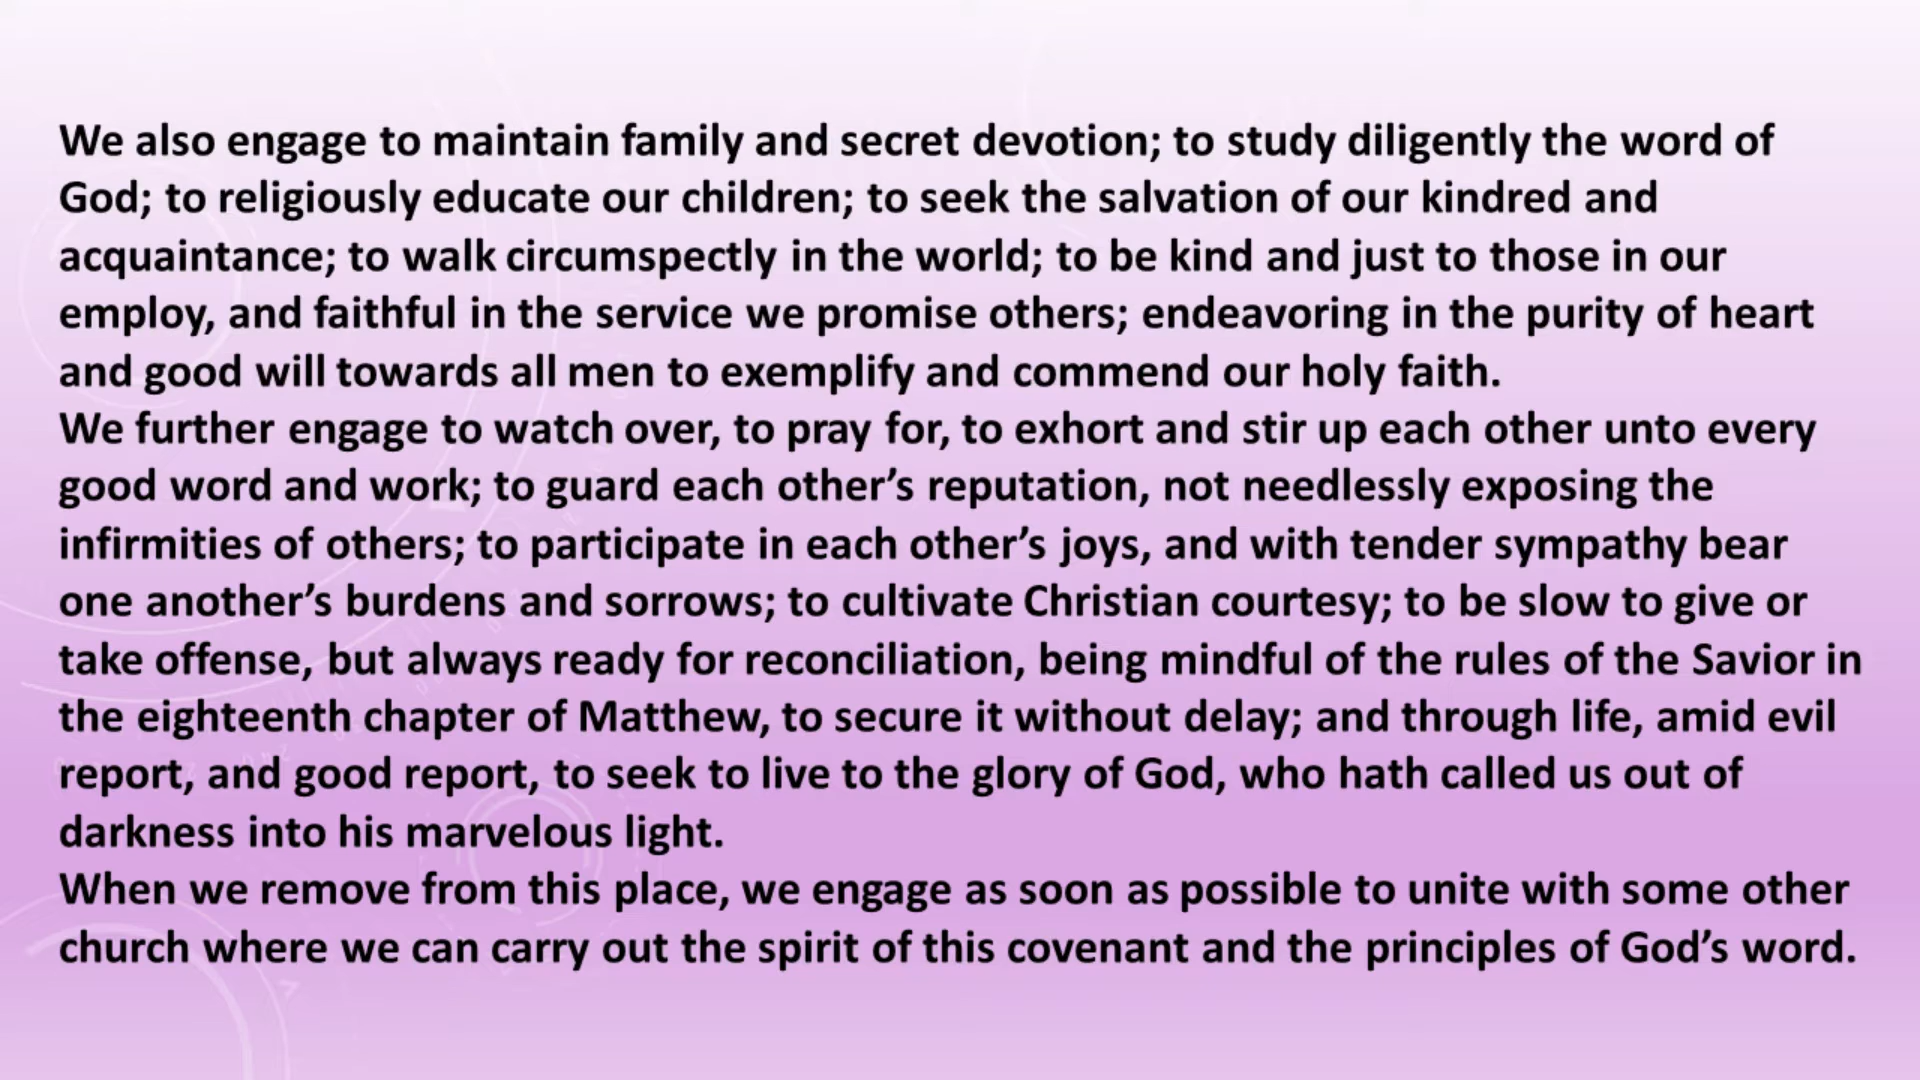 We also engage to maintain family and secret devotion; to study diligently the word of
God; to religiously educate our children; to seek the salvation of our kindred and
acquaintance; to walk circumspectly in the world; to be kind and just to those in our
employ, and faithful in the service we promise others; endeavoring in the purity of heart
and good will towards all men to exemplify and commend our holy faith.
We further engage to watch over, to pray for, to exhort and stir up each other unto every
good word and work; to guard each other’s reputation, not needlessly exposing the
infirmities of others; to participate in each other’s joys, and with tender sympathy bear
one another’s burdens and sorrows; to cultivate Christian courtesy; to be slow to give or
take offense, but always ready for reconciliation, being mindful of the rules of the Savior in
the eighteenth chapter of Matthew, to secure it without delay; and through life, amid evil
report, and good report, to seek to live to the glory of God, who hath called us out of
darkness into his marvelous light.
When we remove from this place, we engage as soon as possible to unite with some other
church where we can carry out the spirit of this covenant and the principles of God’s word.